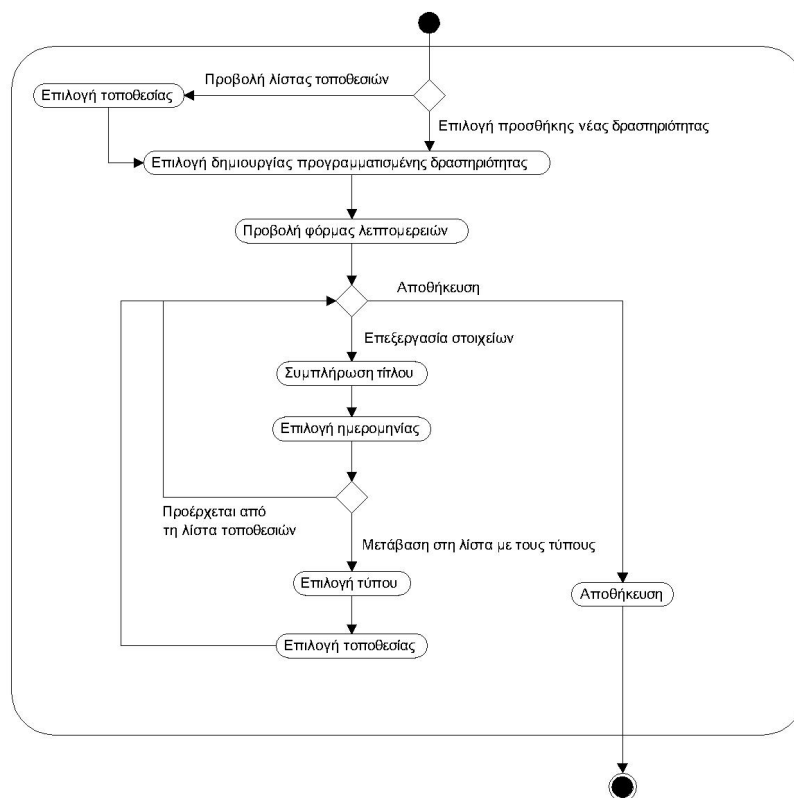 Προβολή λίστας τοποθεσιών
Επιλογή τοποθεσίας
Επιλογή προσθήκης νέας δραστηριότητας
Επιλογή δημιουργίας προγραμματισμένης δραστηριότητας
Προβολή φόρμας λεπτομερειών
Αποθήκευση
Επεξεργασία στοιχείων
Συμπλήρωση τίτλου
Επιλογή ημερομηνίας
Προέρχεται από
τη λίστα τοποθεσιών
Μετάβαση στη λίστα με τους τύπους
Επιλογή τύπου
Αποθήκευση
Επιλογή τοποθεσίας